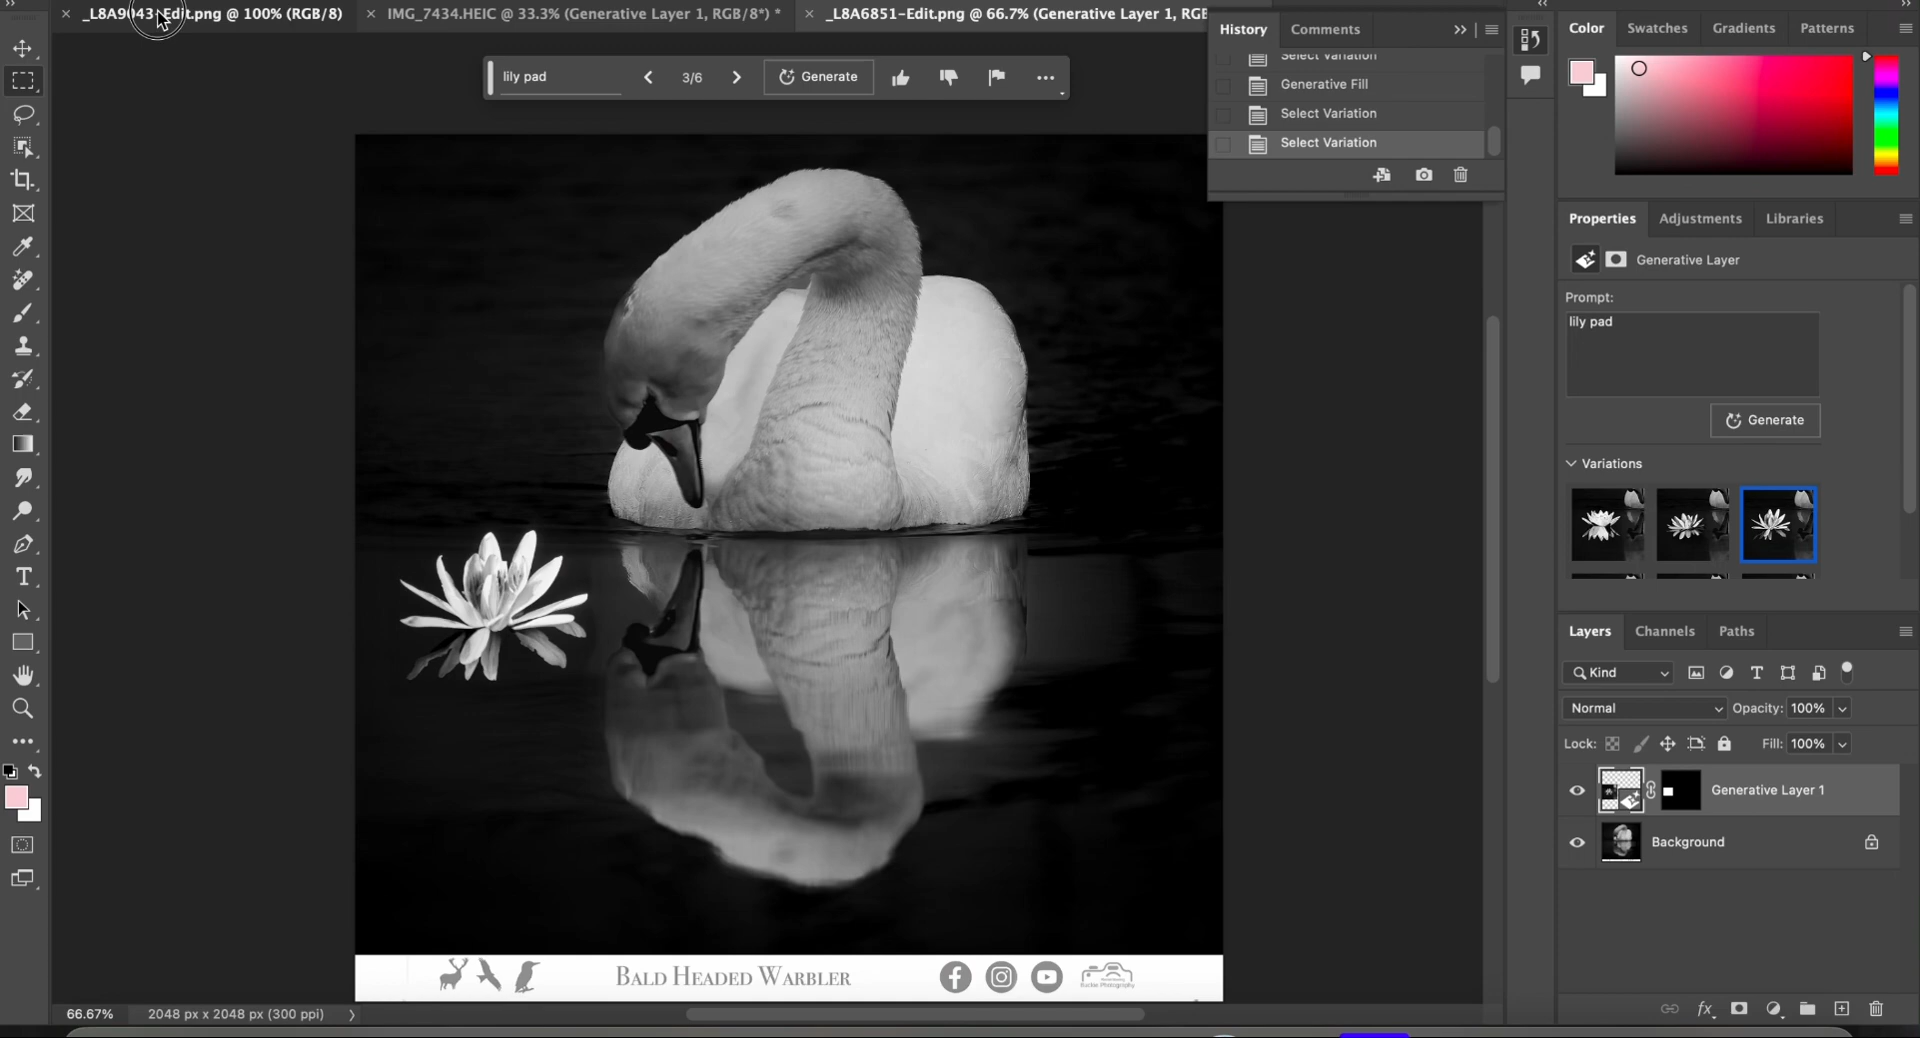 _L8A9043-Edit.png @ 100% (RGB/8)
IMG_7434.HEIC @ 33.3% (Generative Layer 1, RGB/8*) *
_L8A6851-Edit.png @ 66.7% (Generative Layer 1, RGB
History
Comments
Select Variation
Generative Fill
Select Variation
Select Variation
lily pad
3/6
Generate
Color
Swatches
Gradients
Patterns
Properties
Adjustments
Libraries
Generative Layer
Prompt:
lily pad
Generate
Variations
Layers
Channels
Paths
Kind
Normal
Opacity: 100%
Lock:
Fill: 100%
Generative Layer 1
Background
fx
BALD HEADED WARBLER
Ruckie Photography
66.67%
2048 px x 2048 px (300 ppi)